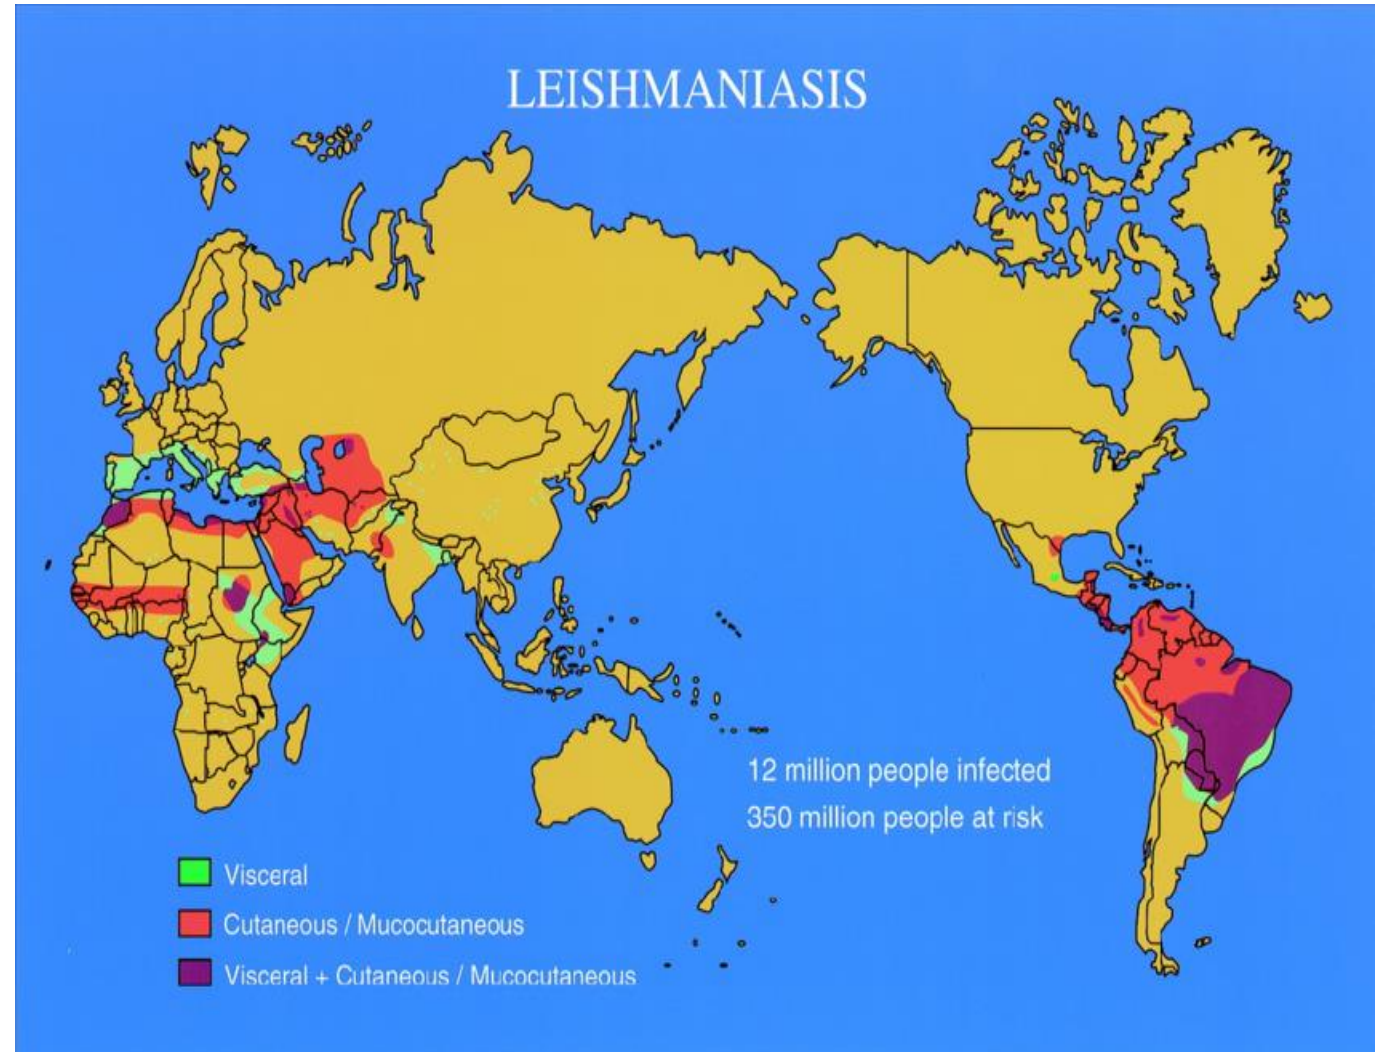 LEISHMANIASIS
12 million people infected
350 million people at risk
Visceral
Cutaneous / Mucocutaneous
Visceral + Cutaneous / Mucocutaneous